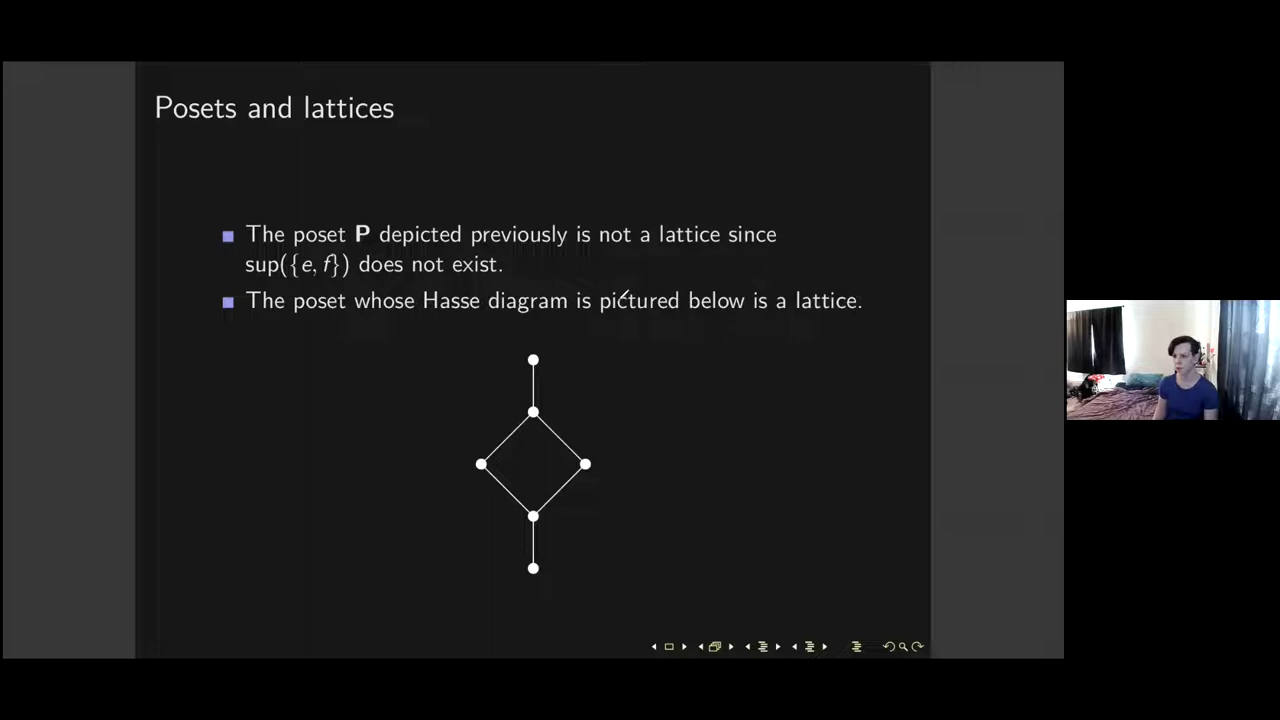 Posets and lattices
The poset P depicted previously is not a lattice since
sup({e, f}) does not exist.
The poset whose Hasse diagram is pictured below is a lattice.